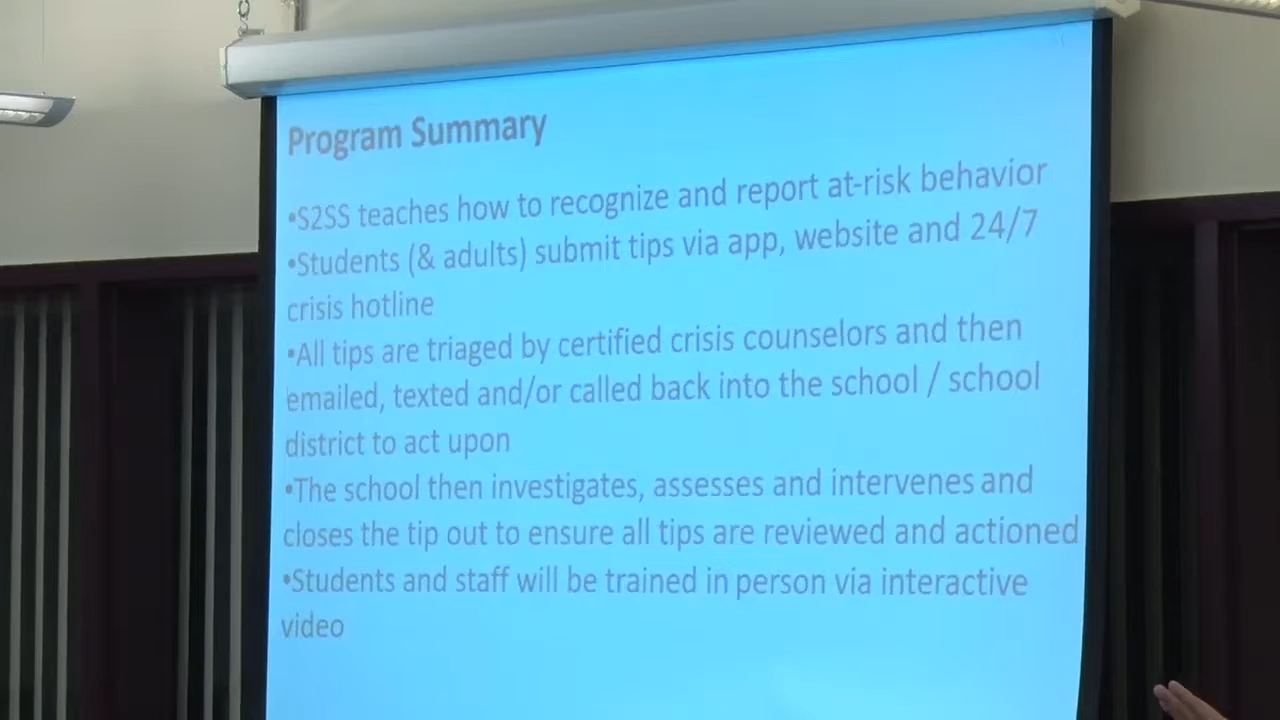 Program Summary
•S2SS teaches how to recognize and report at-risk behavior
•Students (& adults) submit tips via app, website and 24/7
crisis hotline
•All tips are triaged by certified crisis counselors and then
emailed, texted and/or called back into the school / school
district to act upon
•The school then investigates, assesses and intervenes and
closes the tip out to ensure all tips are reviewed and actioned
•Students and staff will be trained in person via interactive
video